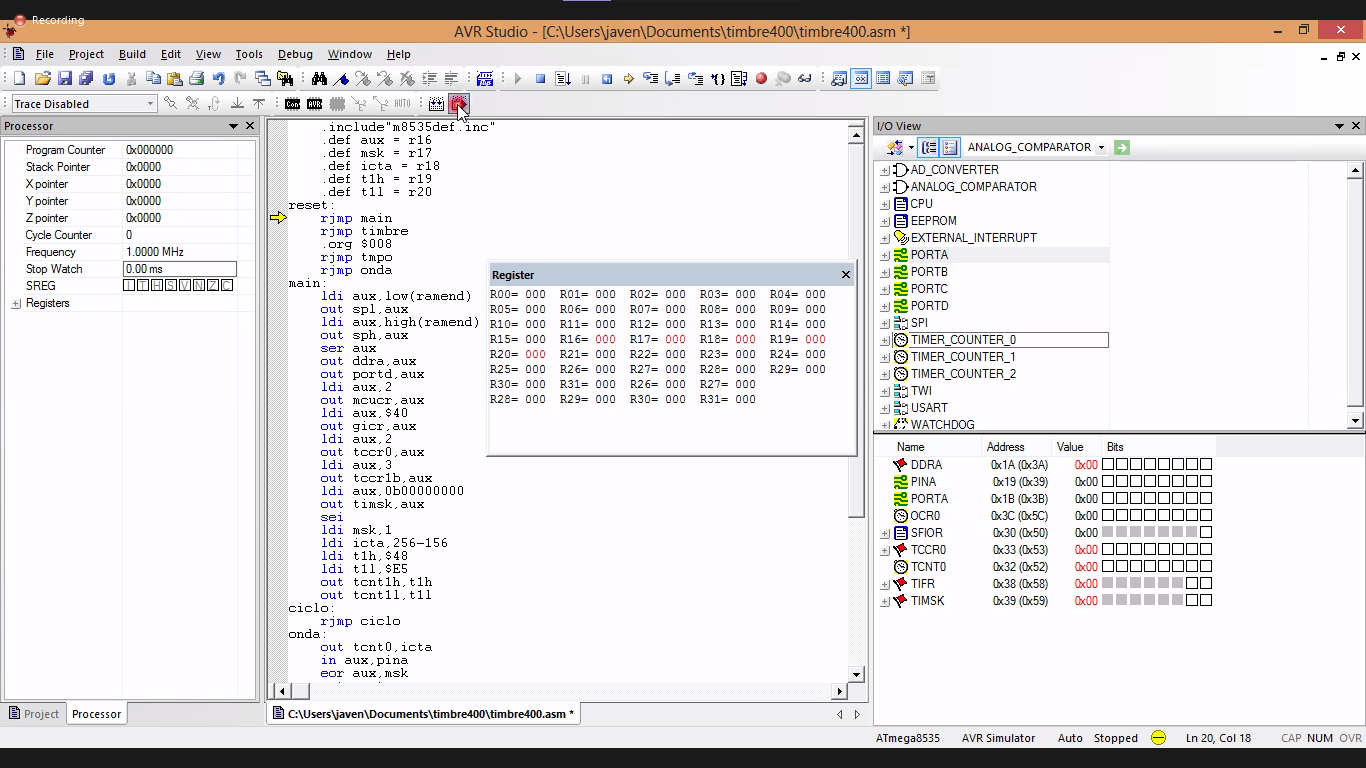 Recording
AVR Studio - [C:\Users\javen\Documents\timbre400\timbre400.asm *]
File Project Build Edit View Tools Debug Window Help
Trace Disabled
Con AVR AUTO
Processor
Program Counter 0x000000
Stack Pointer 0x0000
X pointer 0x0000
Y pointer 0x0000
Z pointer 0x0000
Cycle Counter 0
Frequency 1.0000 MHz
Stop Watch 0.00 ms
SREG I T H S V N Z C
Registers
Project Processor
.include"m8535def.inc"
.def aux = r16
.def msk = r17
.def icta = r18
.def t1h = r19
.def t1l = r20
reset:
rjmp main
rjmp timbre
.org $008
rjmp tmpo
rjmp onda
main:
ldi aux,low(ramend)
out spl,aux
ldi aux,high(ramend)
out sph,aux
ser aux
out ddra,aux
out portd,aux
ldi aux,2
out mcucr,aux
ldi aux,$40
out gicr,aux
ldi aux,2
out tccr0,aux
ldi aux,3
out tccr1b,aux
ldi aux,0b00000000
out timsk,aux
sei
ldi msk,1
ldi icta,256-156
ldi t1h,$48
ldi t1l,$E5
out tcnt1h,t1h
out tcnt1l,t1l
ciclo:
rjmp ciclo
onda:
out tcnt0,icta
in aux,pina
eor aux,msk
C:\Users\javen\Documents\timbre400\timbre400.asm *
Register
R00= 000 R01= 000 R02= 000 R03= 000 R04= 000
R05= 000 R06= 000 R07= 000 R08= 000 R09= 000
R10= 000 R11= 000 R12= 000 R13= 000 R14= 000
R15= 000 R16= 000 R17= 000 R18= 000 R19= 000
R20= 000 R21= 000 R22= 000 R23= 000 R24= 000
R25= 000 R26= 000 R27= 000 R28= 000 R29= 000
R30= 000 R31= 000 R26= 000 R27= 000
R28= 000 R29= 000 R30= 000 R31= 000
I/O View
ANALOG_COMPARATOR
AD_CONVERTER
ANALOG_COMPARATOR
CPU
EEPROM
EXTERNAL_INTERRUPT
PORTA
PORTB
PORTC
PORTD
SPI
TIMER_COUNTER_0
TIMER_COUNTER_1
TIMER_COUNTER_2
TWI
USART
WATCHDOG
Name Address Value Bits
DDRA 0x1A (0x3A) 0x00
PINA 0x19 (0x39) 0x00
PORTA 0x1B (0x3B) 0x00
OCR0 0x3C (0x5C) 0x00
SFIOR 0x30 (0x50) 0x00
TCCR0 0x33 (0x53) 0x00
TCNT0 0x32 (0x52) 0x00
TIFR 0x38 (0x58) 0x00
TIMSK 0x39 (0x59) 0x00
ATmega8535 AVR Simulator Auto Stopped Ln 20, Col 18 CAP NUM OVR